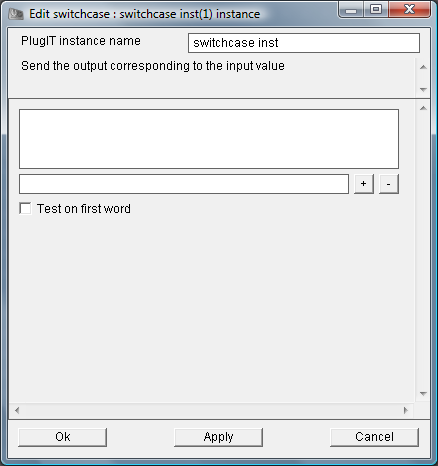 Edit switchcase : switchcase inst(1) instance
PlugIT instance name
switchcase inst
Send the output corresponding to the input value
+
-
Test on first word
Ok
Apply
Cancel